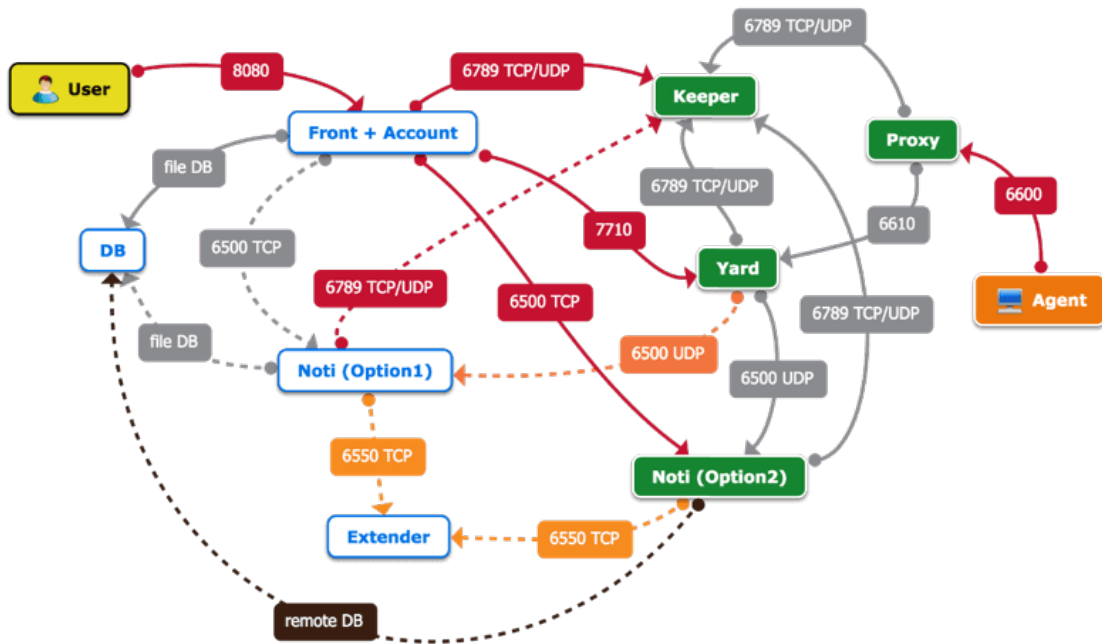 6789 TCP/UDP
8080
6789 TCP/UDP
User
Keeper
Front + Account
Proxy
file DB
6789 TCP/UDP
6600
7710
6610
6500 TCP
DB
Yard
6789 TCP/UDP
6500 TCP
Agent
6789 TCP/UDP
file DB
6500 UDP
Noti (Option1)
6500 UDP
6550 TCP
Noti (Option2)
Extender
6550 TCP
remote DB